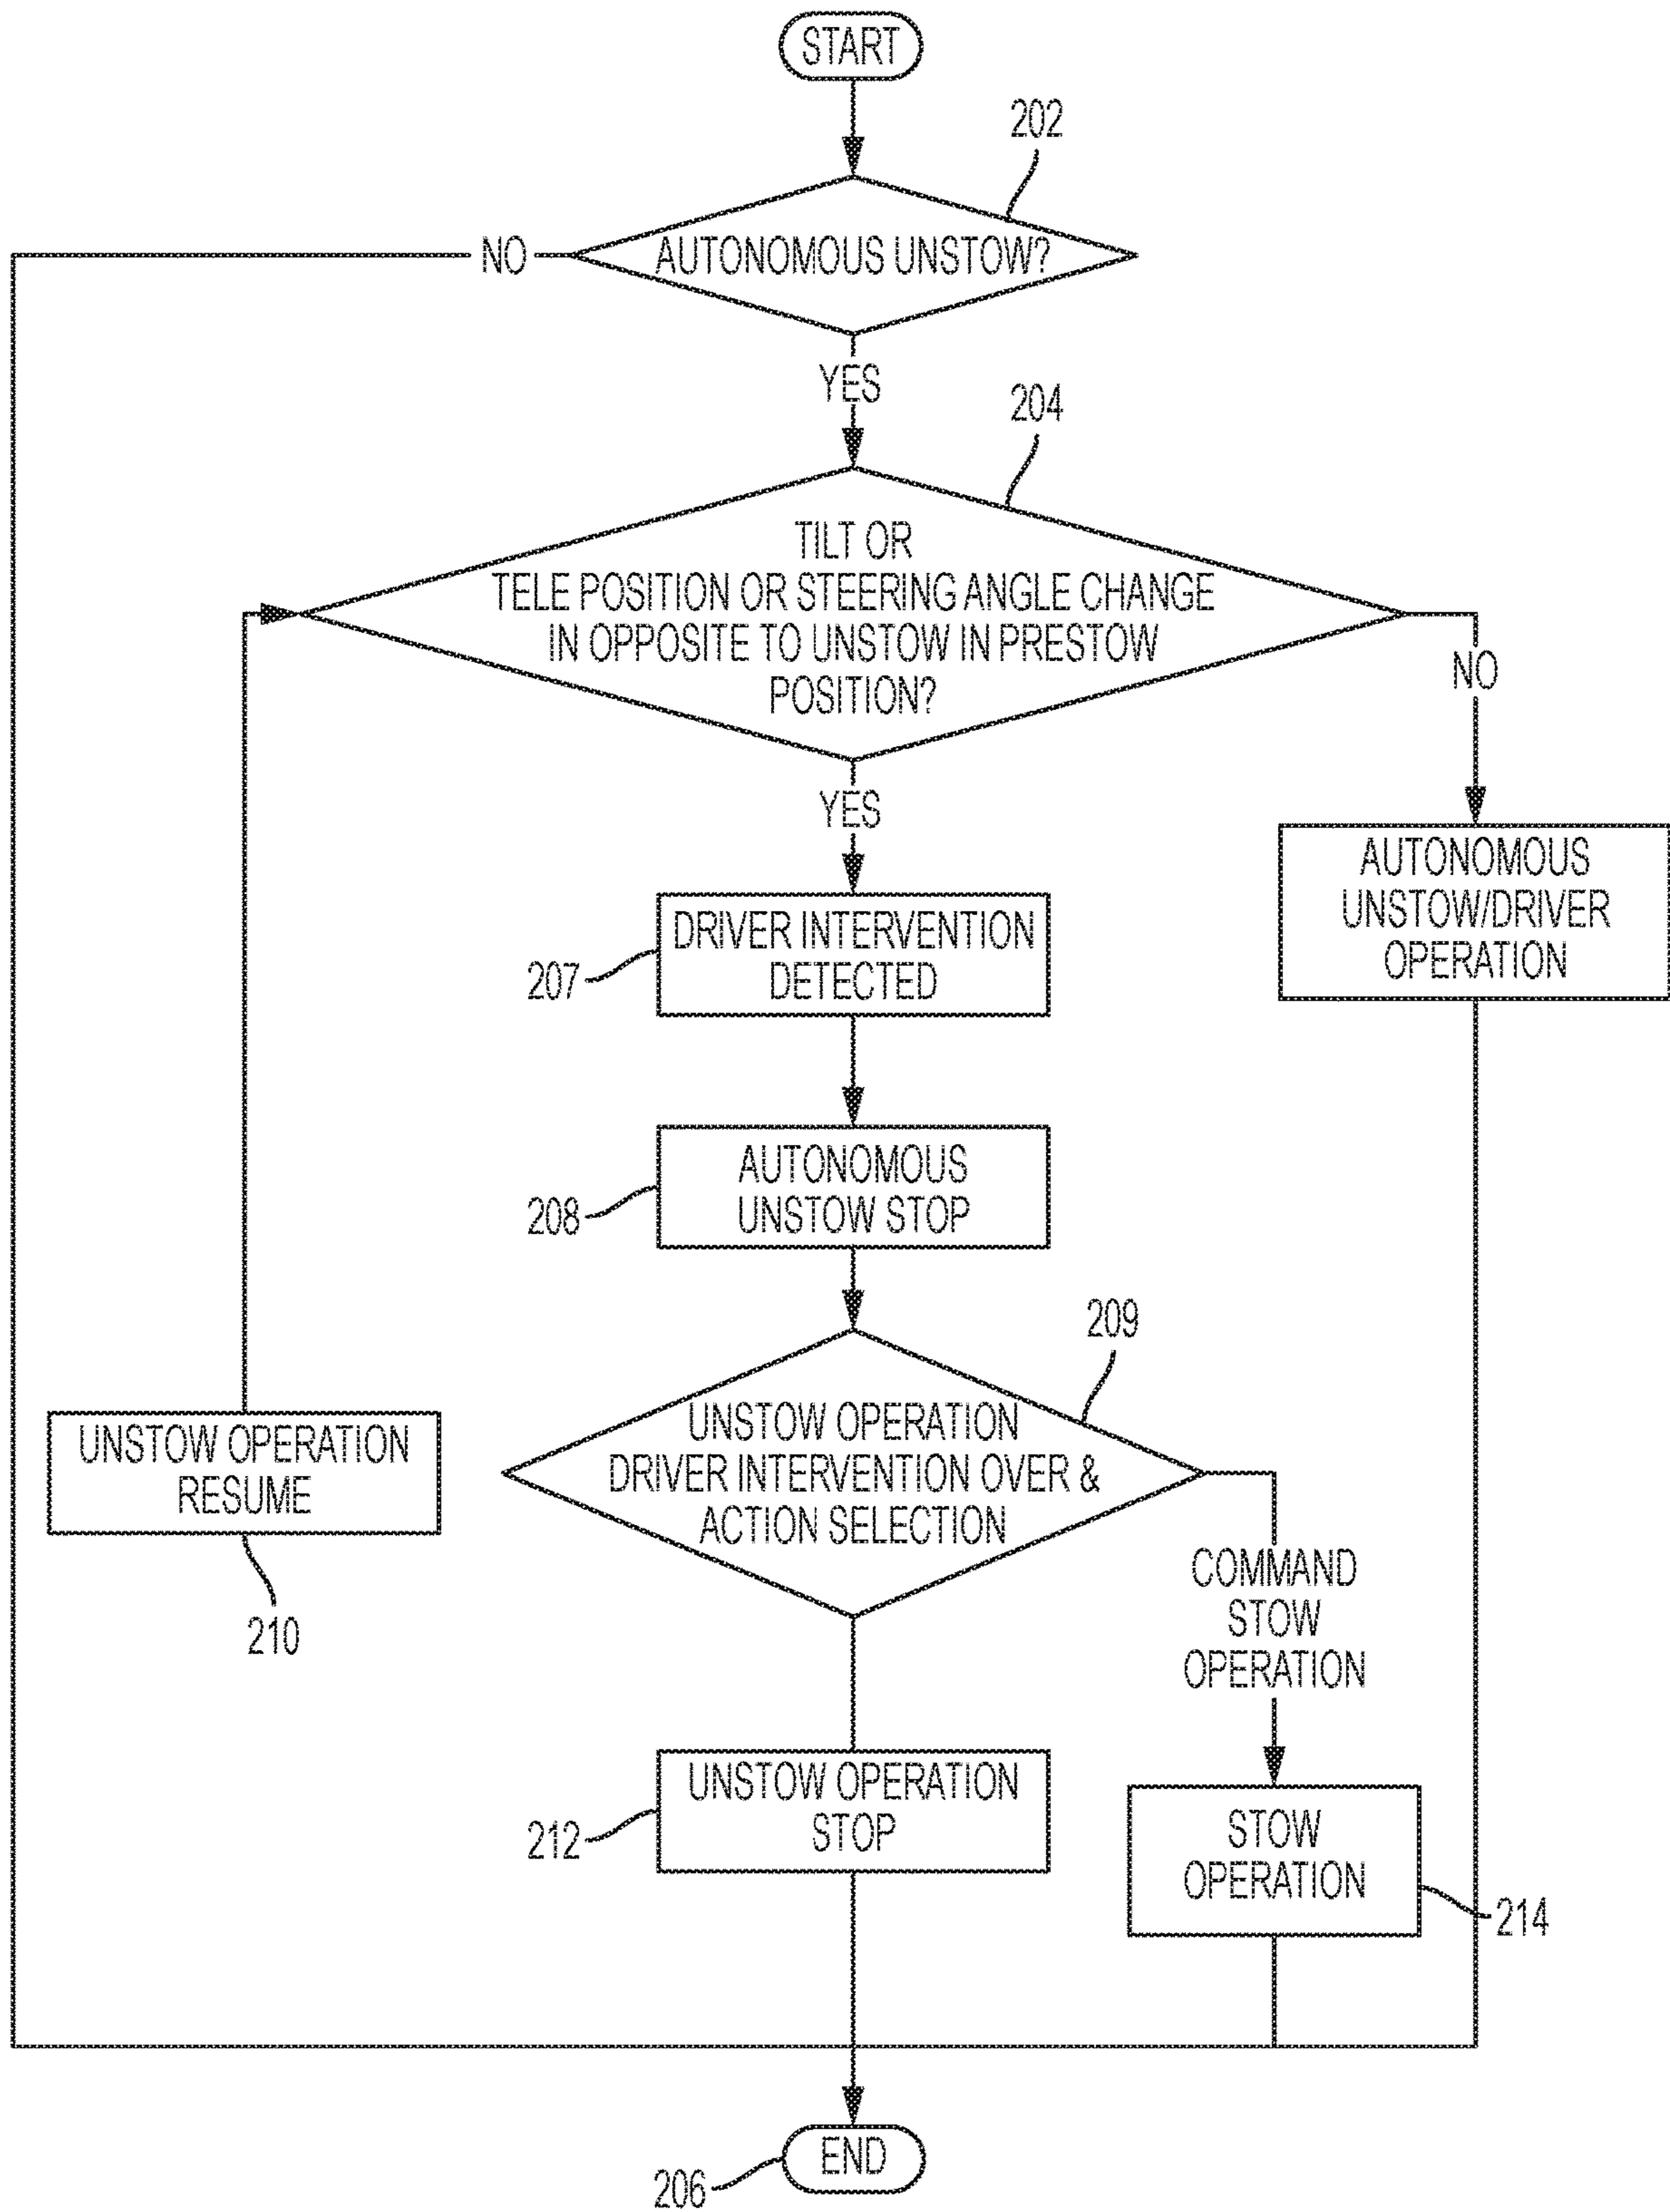 START
202
AUTONOMOUS UNSTOW?
NO
YES
204
TILT OR
TELE POSITION OR STEERING ANGLE CHANGE
IN OPPOSITE TO UNSTOW IN PRESTOW
POSITION?
NO
YES
AUTONOMOUS
UNSTOW/DRIVER
OPERATION
DRIVER INTERVENTION
DETECTED
207
AUTONOMOUS
UNSTOW STOP
208
209
UNSTOW OPERATION
DRIVER INTERVENTION OVER &
ACTION SELECTION
UNSTOW OPERATION
RESUME
210
COMMAND
STOW
OPERATION
UNSTOW OPERATION
STOP
212
STOW
OPERATION
214
END
206